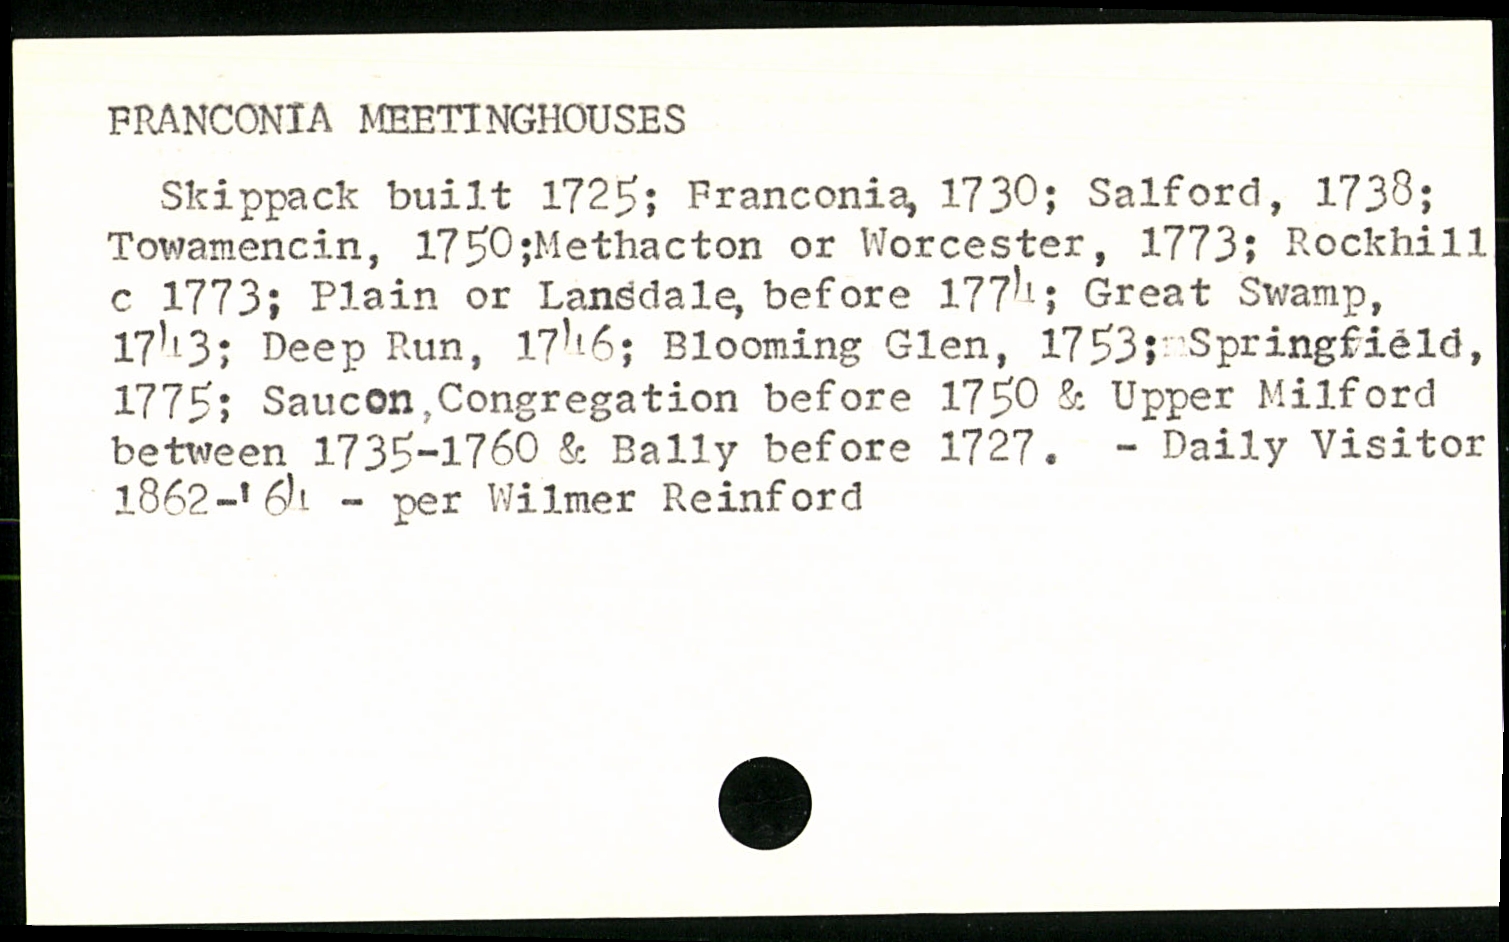 FRANCONIA MEETINGHOUSES
Skippack built 1725; Franconia, 1730; Salford, 1738;
Towamencin, 1750;Methacton or Worcester, 1773; Rockhill
c 1773; Plain or Lansdale, before 1774; Great Swamp,
1743; Deep Run, 1746; Blooming Glen, 1753; Springfield,
1775; Saucon,Congregation before 1750 & Upper Milford
between 1735-1760 & Bally before 1727. - Daily Visitor
1862-'64 - per Wilmer Reinford